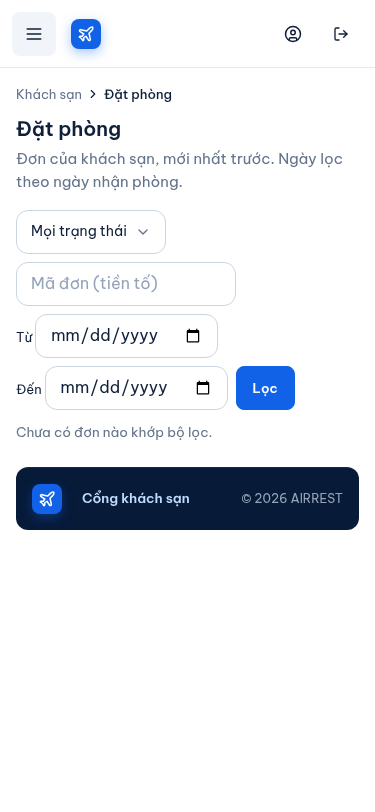 Khách sạn > Đặt phòng
Đặt phòng
Đơn của khách sạn, mới nhất trước. Ngày lọc
theo ngày nhận phòng.
Mọi trạng thái
Mã đơn (tiền tố)
Từ mm/dd/yyyy
Đến mm/dd/yyyy Lọc
Chưa có đơn nào khớp bộ lọc.
Cổng khách sạn © 2026 AIRREST